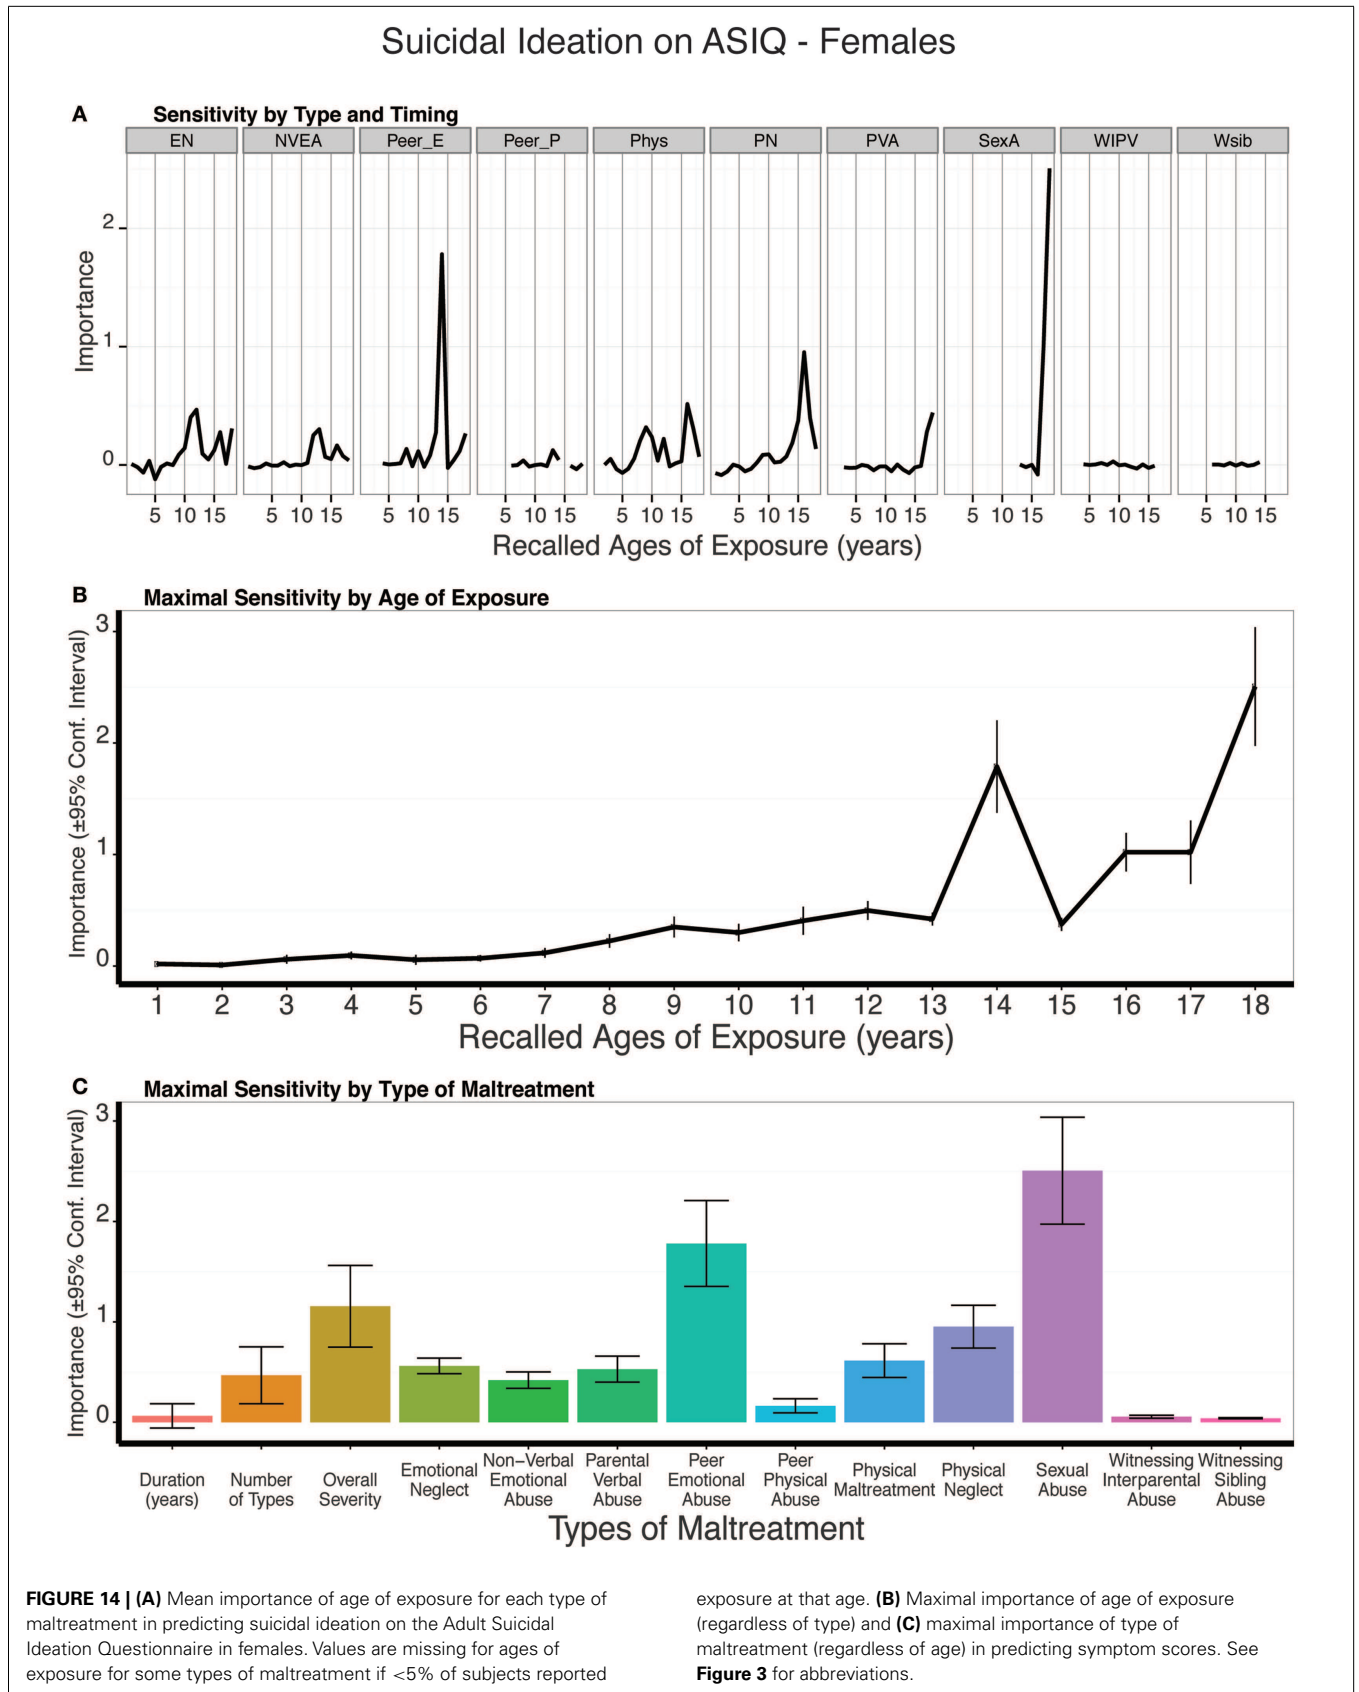 Suicidal Ideation on ASIQ - Females
A Sensitivity by Type and Timing
EN NVEA Peer_E Peer_P Phys PN PVA SexA WIPV Wsib
Importance
2
1
0
5 10 15 5 10 15 5 10 15 5 10 15 5 10 15 5 10 15 5 10 15 5 10 15 5 10 15 5 10 15
Recalled Ages of Exposure (years)
B Maximal Sensitivity by Age of Exposure
Importance (±95% Conf. Interval)
3
2
1
0
1 2 3 4 5 6 7 8 9 10 11 12 13 14 15 16 17 18
Recalled Ages of Exposure (years)
C Maximal Sensitivity by Type of Maltreatment
Importance (±95% Conf. Interval)
3
2
1
0
Duration
(years)
Number
of Types
Overall
Severity
Emotional
Neglect
Non−Verbal
Emotional
Abuse
Parental
Verbal
Abuse
Peer
Emotional
Abuse
Peer
Physical
Abuse
Physical
Maltreatment
Physical
Neglect
Sexual
Abuse
Witnessing
Interparental
Abuse
Witnessing
Sibling
Abuse
Types of Maltreatment
FIGURE 14 | (A) Mean importance of age of exposure for each type of
maltreatment in predicting suicidal ideation on the Adult Suicidal
Ideation Questionnaire in females. Values are missing for ages of
exposure for some types of maltreatment if <5% of subjects reported
exposure at that age. (B) Maximal importance of age of exposure
(regardless of type) and (C) maximal importance of type of
maltreatment (regardless of age) in predicting symptom scores. See
Figure 3 for abbreviations.